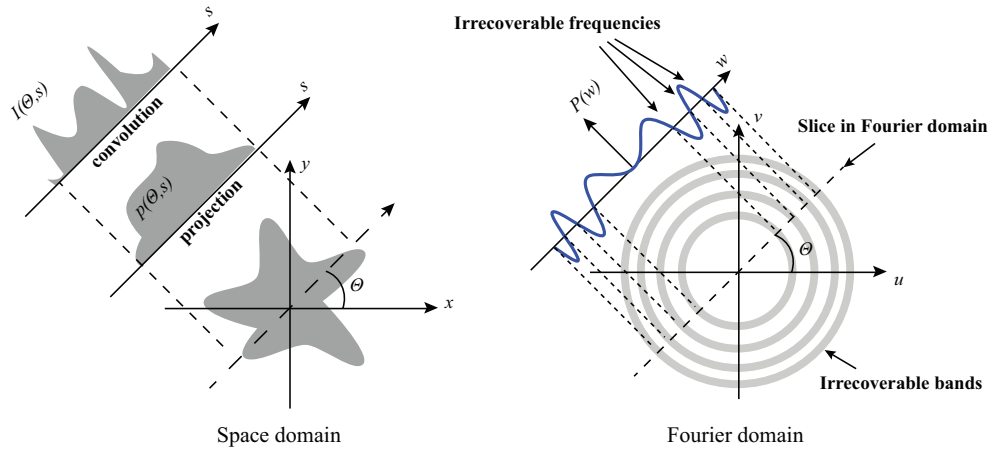 s
I(Θ,s)
convolution
s
p(Θ,s)
projection
y
Θ
x
Space domain
Irrecoverable frequencies
w
P(w)
v
Slice in Fourier domain
Θ
u
Irrecoverable bands
Fourier domain